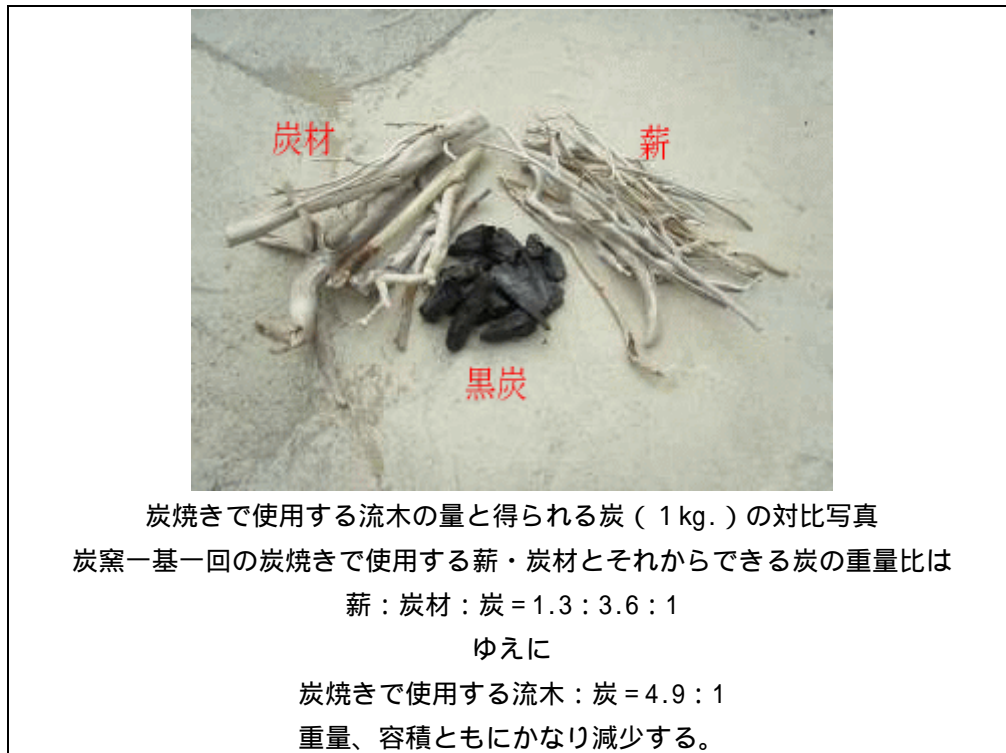 炭材
薪
黒炭
炭焼きで使用する流木の量と得られる炭(1kg.)の対比写真
炭窯一基一回の炭焼きで使用する薪・炭材とそれからできる炭の重量比は
薪:炭材:炭=1.3:3.6:1
ゆえに
炭焼きで使用する流木:炭=4.9:1
重量、容積ともにかなり減少する。